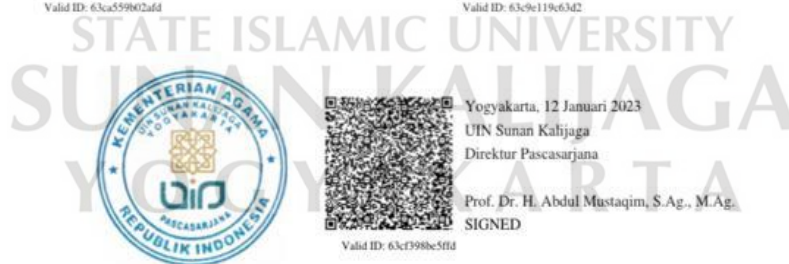 Valid ID: 63ca559b02afd
Valid ID: 63c9e119c63d2
STATE ISLAMIC UNIVERSITY
SUNAN KALIJAGA
YOGYAKARTA
KEMENTERIAN AGAMA
UIN SUNAN KALIJAGA
YOGYAKARTA
uin
PASCASARJANA
REPUBLIK INDONESIA
Valid ID: 63cf398be5ffd
Yogyakarta, 12 Januari 2023
UIN Sunan Kalijaga
Direktur Pascasarjana
Prof. Dr. H. Abdul Mustaqim, S.Ag., M.Ag.
SIGNED